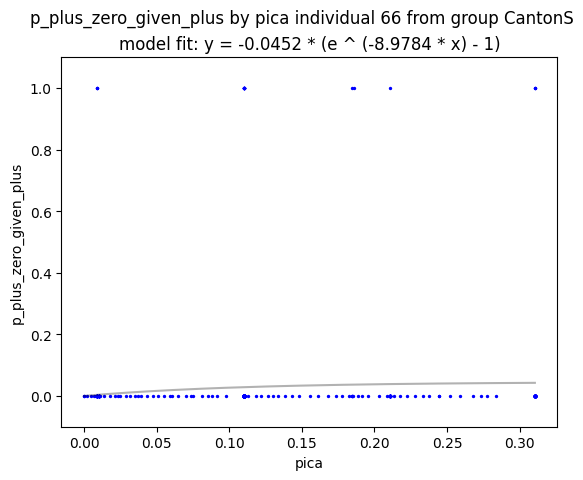 p_plus_zero_given_plus by pica individual 66 from group CantonS
model fit: y = -0.0452 * (e ^ (-8.9784 * x) - 1)
1.0
0.8
0.6
0.4
0.2
0.0
p_plus_zero_given_plus
0.00 0.05 0.10 0.15 0.20 0.25 0.30
pica